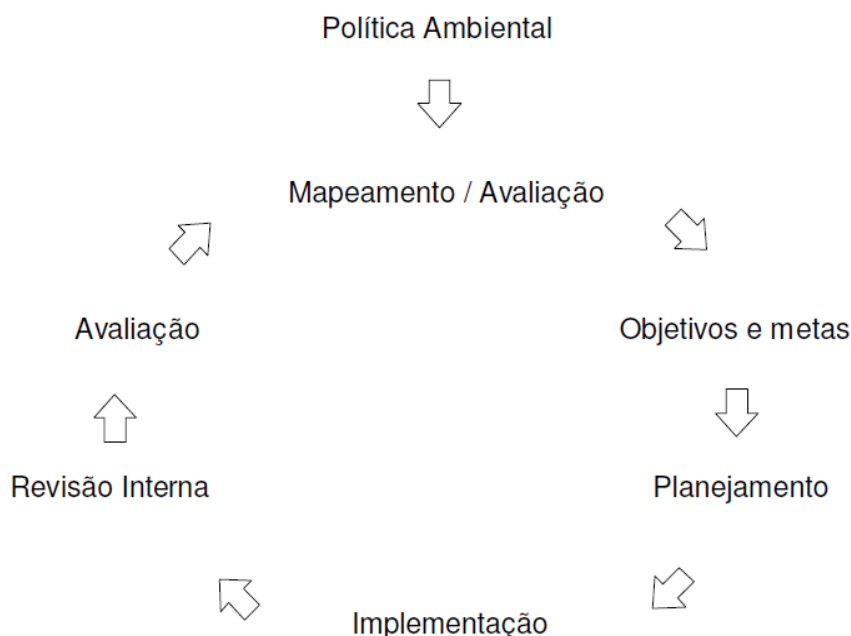 Política Ambiental
Mapeamento / Avaliação
Avaliação
Objetivos e metas
Revisão Interna
Planejamento
Implementação